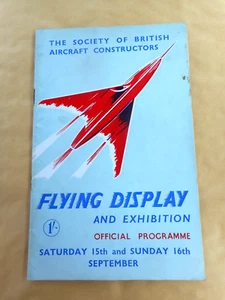 THE SOCIETY OF BRITISH
AIRCRAFT CONSTRUCTORS
FLYING DISPLAY
AND EXHIBITION
OFFICIAL PROGRAMME
1/-
SATURDAY 15th and SUNDAY 16th
SEPTEMBER